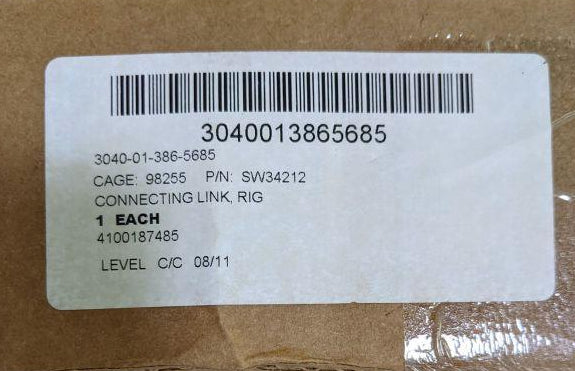 3040013865685
3040-01-386-5685
CAGE: 98255 P/N: SW34212
CONNECTING LINK, RIG
1 EACH
4100187485
LEVEL C/C 08/11